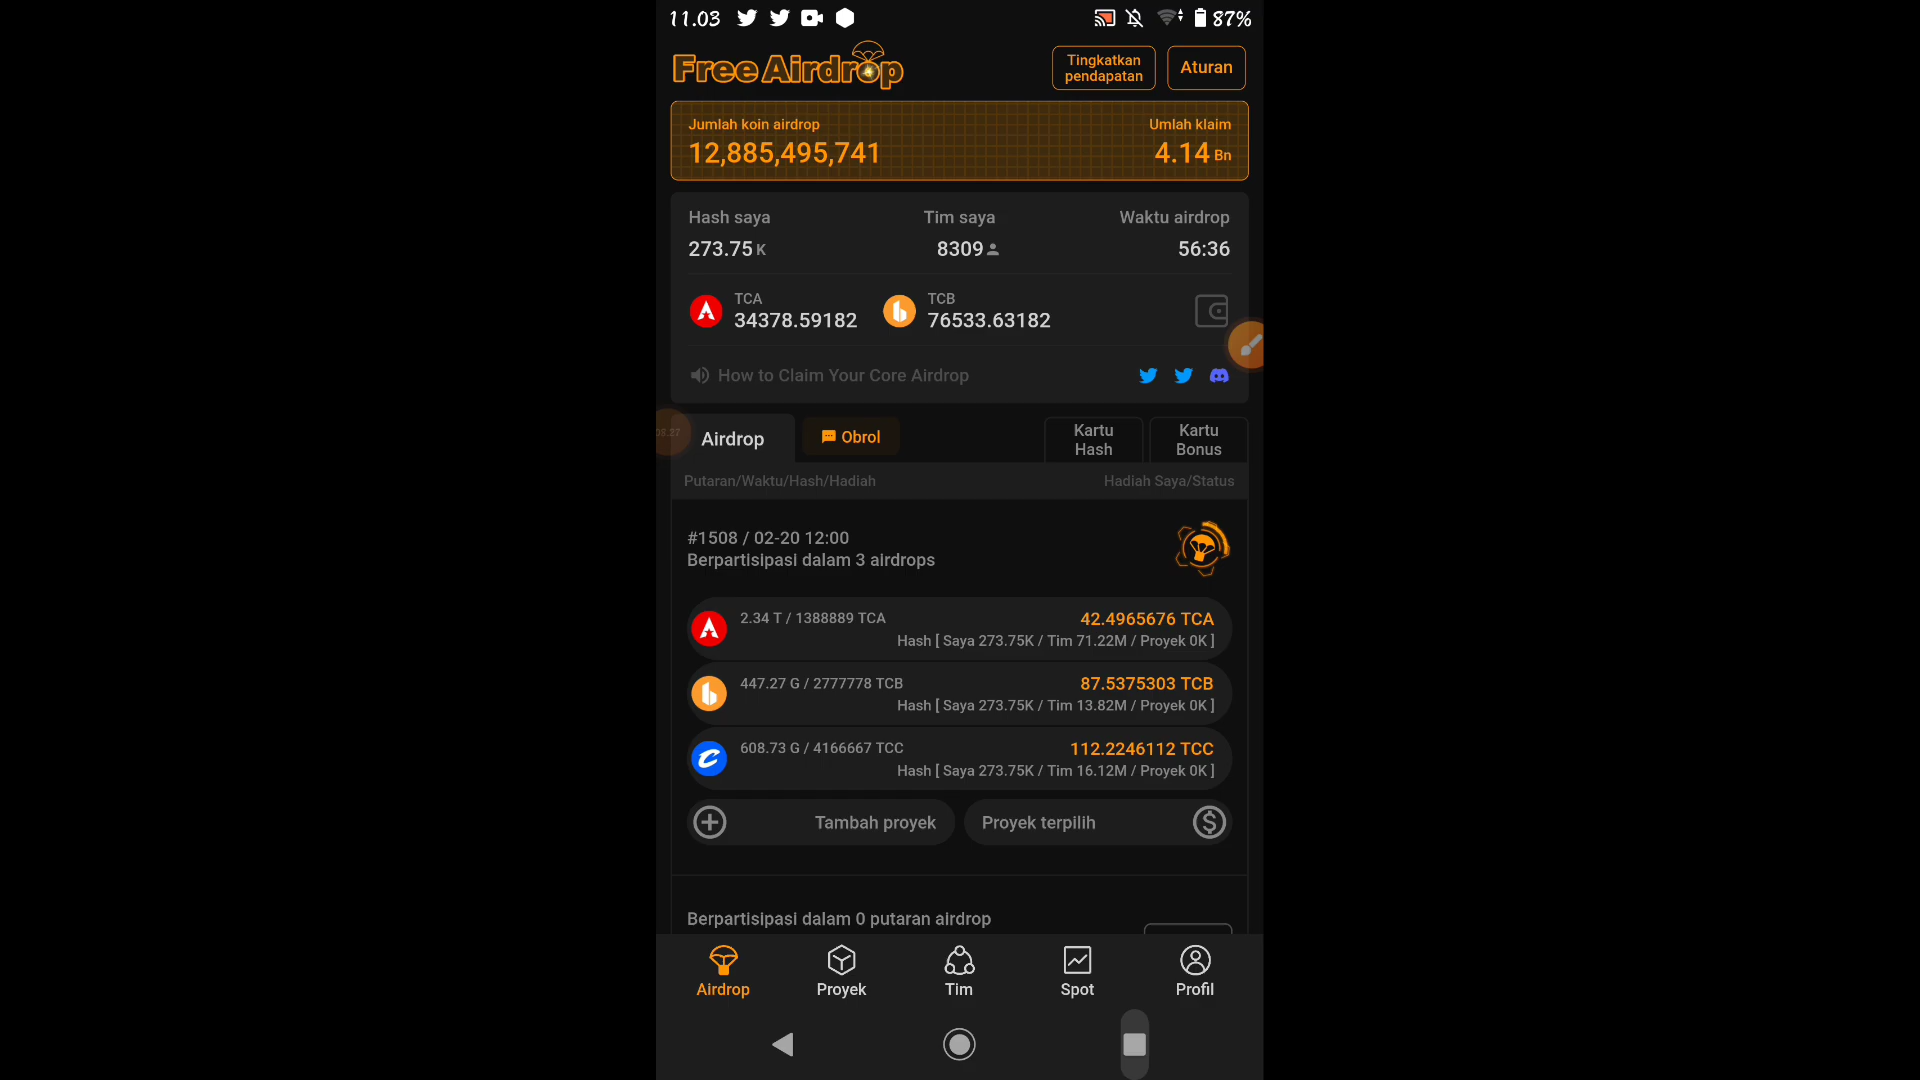 11.03
87%
Free Airdrop
Tingkatkan
pendapatan
Aturan
Jumlah koin airdrop
Umlah klaim
12,885,495,741
4.14 Bn
Hash saya
Tim saya
Waktu airdrop
273.75 K
8309
56:36
TCA
34378.59182
TCB
76533.63182
How to Claim Your Core Airdrop
08.27
Airdrop
Obrol
Kartu
Hash
Kartu
Bonus
Putaran/Waktu/Hash/Hadiah
Hadiah Saya/Status
#1508 / 02-20 12:00
Berpartisipasi dalam 3 airdrops
2.34 T / 1388889 TCA
42.4965676 TCA
Hash [ Saya 273.75K / Tim 71.22M / Proyek 0K ]
447.27 G / 2777778 TCB
87.5375303 TCB
Hash [ Saya 273.75K / Tim 13.82M / Proyek 0K ]
608.73 G / 4166667 TCC
112.2246112 TCC
Hash [ Saya 273.75K / Tim 16.12M / Proyek 0K ]
Tambah proyek
Proyek terpilih
Berpartisipasi dalam 0 putaran airdrop
Airdrop
Proyek
Tim
Spot
Profil